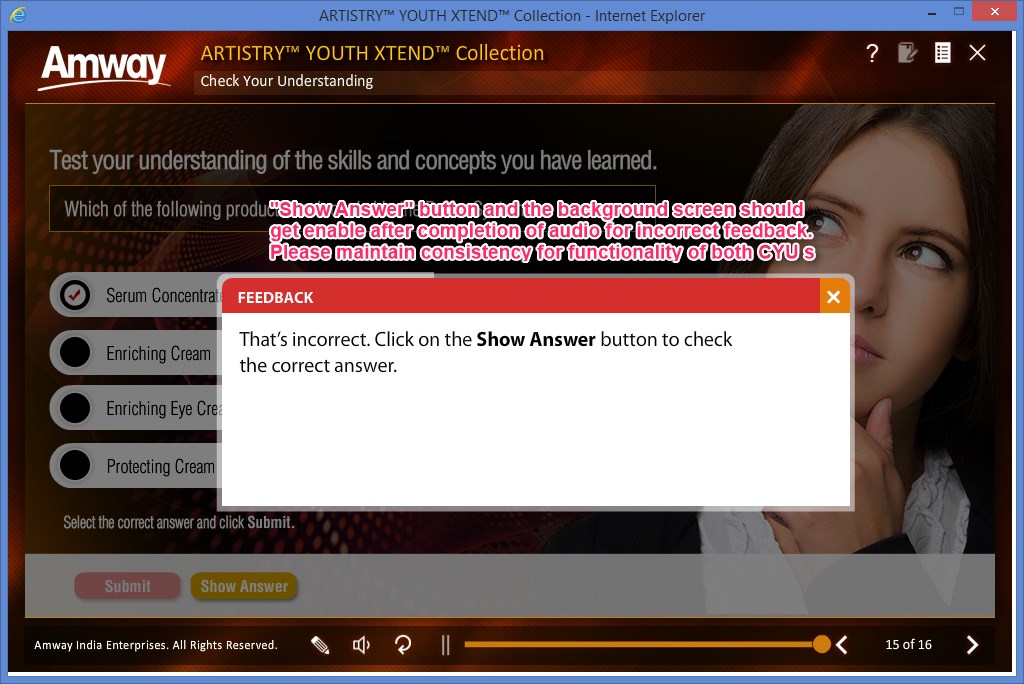 ARTISTRY™ YOUTH XTEND™ Collection - Internet Explorer
Amway
ARTISTRY™ YOUTH XTEND™ Collection
?
Check Your Understanding
Test your understanding of the skills and concepts you have learned.
Which of the following produc
"Show Answer" button and the background screen should
get enable after completion of audio for incorrect feedback.
Please maintain consistency for functionality of both CYU s
Serum Concentrate
FEEDBACK
That's incorrect. Click on the Show Answer button to check
the correct answer.
Enriching Cream
Enriching Eye Crea
Protecting Cream
Select the correct answer and click Submit.
Submit
Show Answer
Amway India Enterprises. All Rights Reserved.
15 of 16